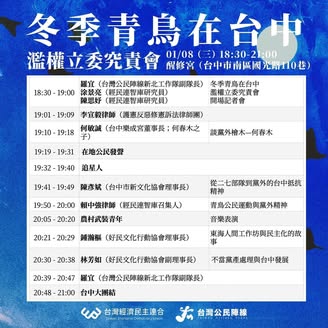 冬季青鳥在台中
濫權立委究責會
01/08 (三) 18:30-21:00
醒修宮 (台中市南區國光路110巷)
18:30 - 19:00
羅宜(台灣公民陣線新北工作隊副隊長)
徐景堯(經民連智庫研究員)
陳思妤(經民連智庫研究員)
冬季青鳥在台中
濫權立委究責會
開場記者會
19:01 - 19:09
李宣毅律師(護憲反惡修憲訴法律師團)
19:10 - 19:18
何敏誠(台中樂成宮董事長;何春木之
子)
談黨外檜木—何春木
19:19 - 19:31
在地公民發聲
19:32 - 19:40
追星人
19:41 - 19:49
陳彥斌(台中市新文化協會理事長)
從二七部隊到黨外的台中抵抗
精神
19:50 - 20:00
賴中強律師(經民連智庫召集人)
青鳥公民運動與黨外精神
20:05 - 20:20
農村武裝青年
音樂表演
20:21 - 20:29
鍾瀚樞(好民文化行動協會理事長)
東海人間工作坊與民主化的故
事
20:30 - 20:38
林芳如(好民文化行動協會副理事長)
不當黨產處理與台中發展
20:39 - 20:47
羅宜(台灣公民陣線新北工作隊副隊長)
20:48 - 21:00
台中大團結
台灣經濟民主連合
台灣公民陣線